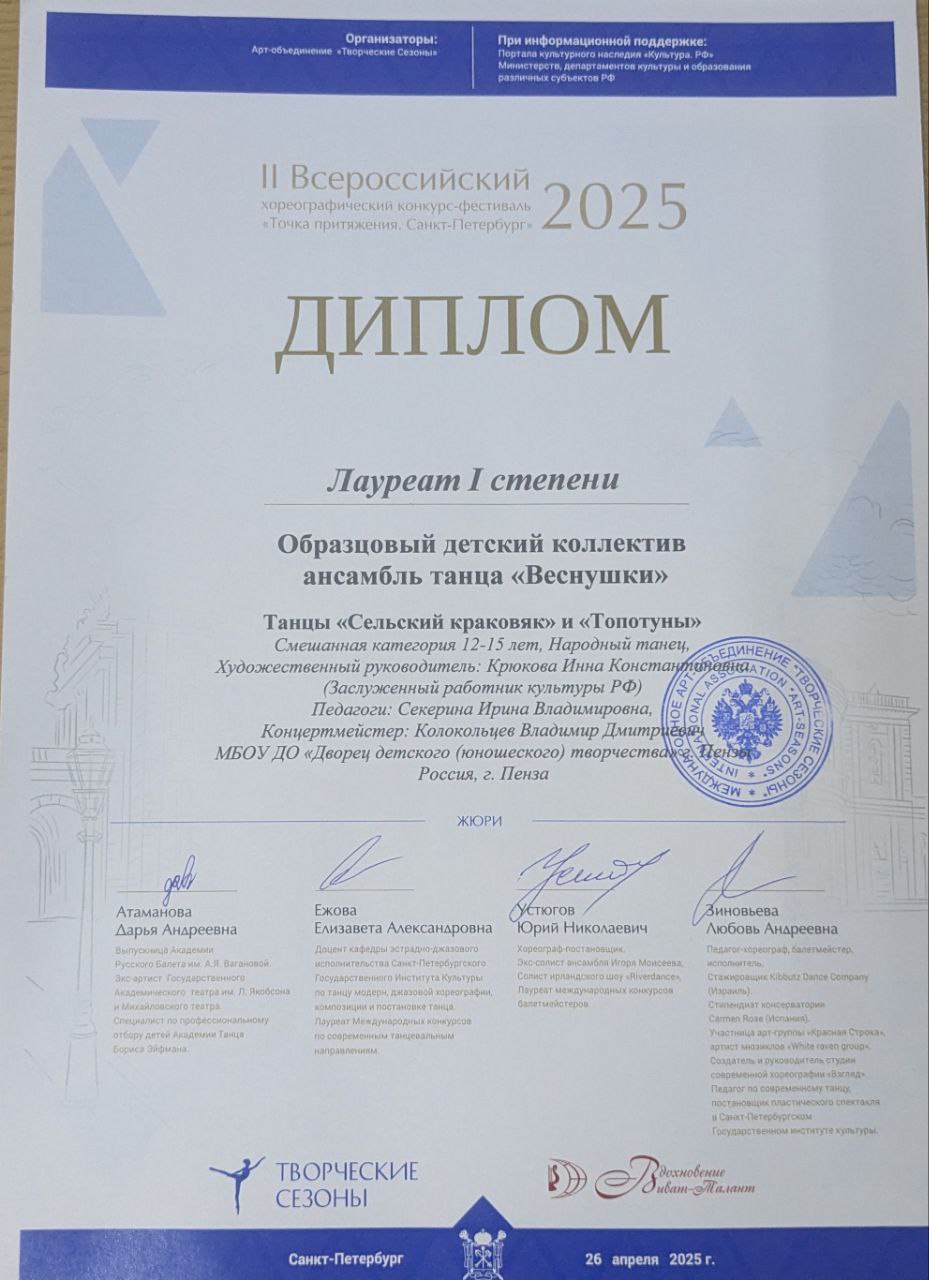 Организаторы:
Арт-объединение «Творческие Сезоны»
При информационной поддержке:
Портала культурного наследия «Культура. РФ»
Министерств, департаментов культуры и образования
различных субъектов РФ
II Всероссийский
хореографический конкурс-фестиваль
«Точка притяжения. Санкт-Петербург»
2025
ДИПЛОМ
Лауреат I степени
Образцовый детский коллектив
ансамбль танца «Веснушки»
Танцы «Сельский краковяк» и «Топотуны»
Смешанная категория 12-15 лет, Народный танец,
Художественный руководитель: Крюкова Инна Константиновна
(Заслуженный работник культуры РФ)
Педагоги: Секерина Ирина Владимировна,
Концертмейстер: Колокольцев Владимир Дмитриевич
МБОУ ДО «Дворец детского (юношеского) творчества» г. Пензы
Россия, г. Пенза
МЕЖДУНАРОДНОЕ АРТ-ОБЪЕДИНЕНИЕ "ТВОРЧЕСКИЕ СЕЗОНЫ"
INTERNATIONAL ASSOCIATION "ART-SEASONS"
ЖЮРИ
Атаманова
Дарья Андреевна
Выпускница Академии
Русского Балета им. А.Я. Вагановой.
Экс-артист Государственного
Академического театра им. Л. Якобсона
и Михайловского театра.
Специалист по профессиональному
отбору детей Академии Танца
Бориса Эйфмана.
Ежова
Елизавета Александровна
Доцент кафедры эстрадно-джазового
исполнительства Санкт-Петербургского
Государственного Института Культуры
по танцу модерн, джазовой хореографии,
композиции и постановке танца.
Лауреат Международных конкурсов
по современным танцевальным
направлениям.
Устюгов
Юрий Николаевич
Хореограф-постановщик.
Экс-солист ансамбля Игоря Моисеева,
Солист ирландского шоу «Riverdance»,
Лауреат международных конкурсов
балетмейстеров.
Зиновьева
Любовь Андреевна
Педагог-хореограф, балетмейстер,
исполнитель.
Стажировщик Kibbutz Dance Company
(Израиль).
Стипендиат консерватории
Carmen Rose (Испания).
Участница арт-группы «Красная Строка»,
артист мюзиклов «White raven group».
Создатель и руководитель студии
современной хореографии «Взгляд».
Педагог по современному танцу,
постановщик пластического спектакля
в Санкт-Петербургском
Государственном институте культуры.
ТВОРЧЕСКИЕ
СЕЗОНЫ
Вдохновение
Виват-Талант
Санкт-Петербург
26 апреля 2025 г.